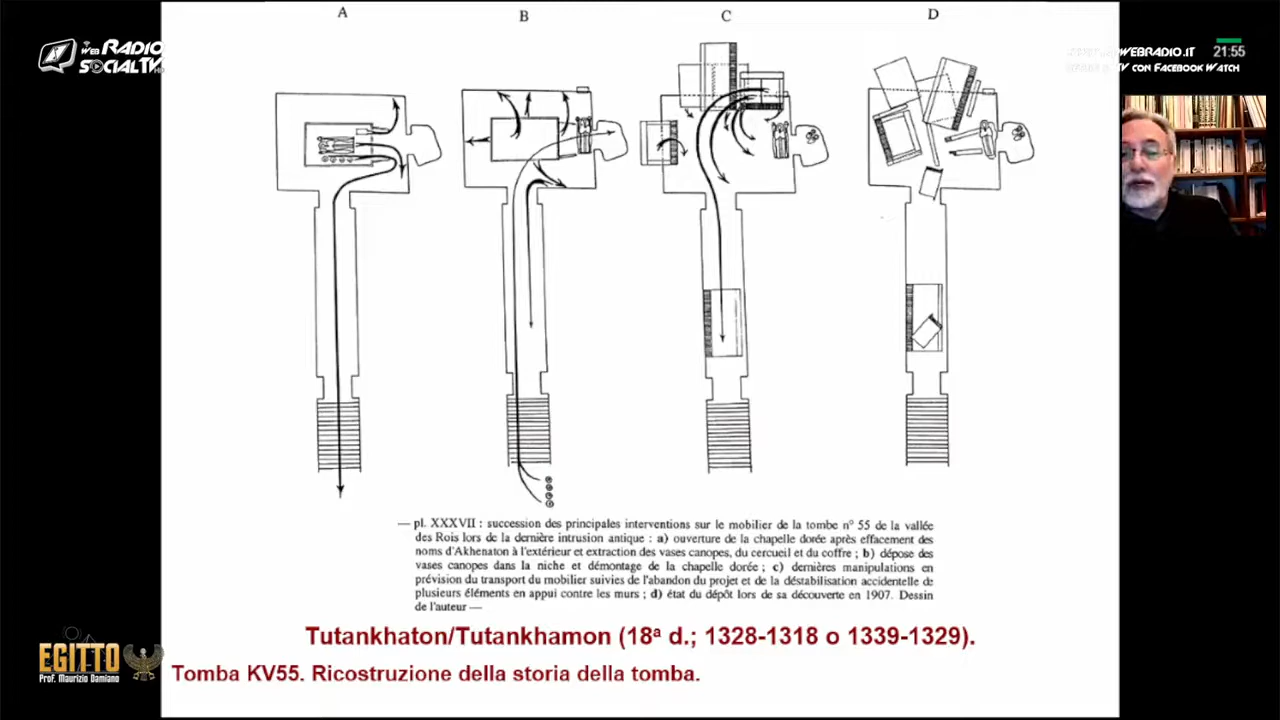 A
B
C
D
WEB RADIO
SOCIALTV HD
WEBRADIO.IT
21:55
TV CON FACEBOOK WATCH
— pl. XXXVII : succession des principales interventions sur le mobilier de la tombe n° 55 de la vallée
des Rois lors de la dernière intrusion antique : a) ouverture de la chapelle dorée après effacement des
noms d'Akhenaton à l'extérieur et extraction des vases canopes, du cercueil et du coffre ; b) dépose des
vases canopes dans la niche et démontage de la chapelle dorée ; c) dernières manipulations en
prévision du transport du mobilier suivies de l'abandon du projet et de la déstabilisation accidentelle de
plusieurs éléments en appui contre les murs ; d) état du dépôt lors de sa découverte en 1907. Dessin
de l'auteur —
Tutankhaton/Tutankhamon (18ª d.; 1328-1318 o 1339-1329).
EGITTO
Prof. Maurizio Damiano
Tomba KV55. Ricostruzione della storia della tomba.